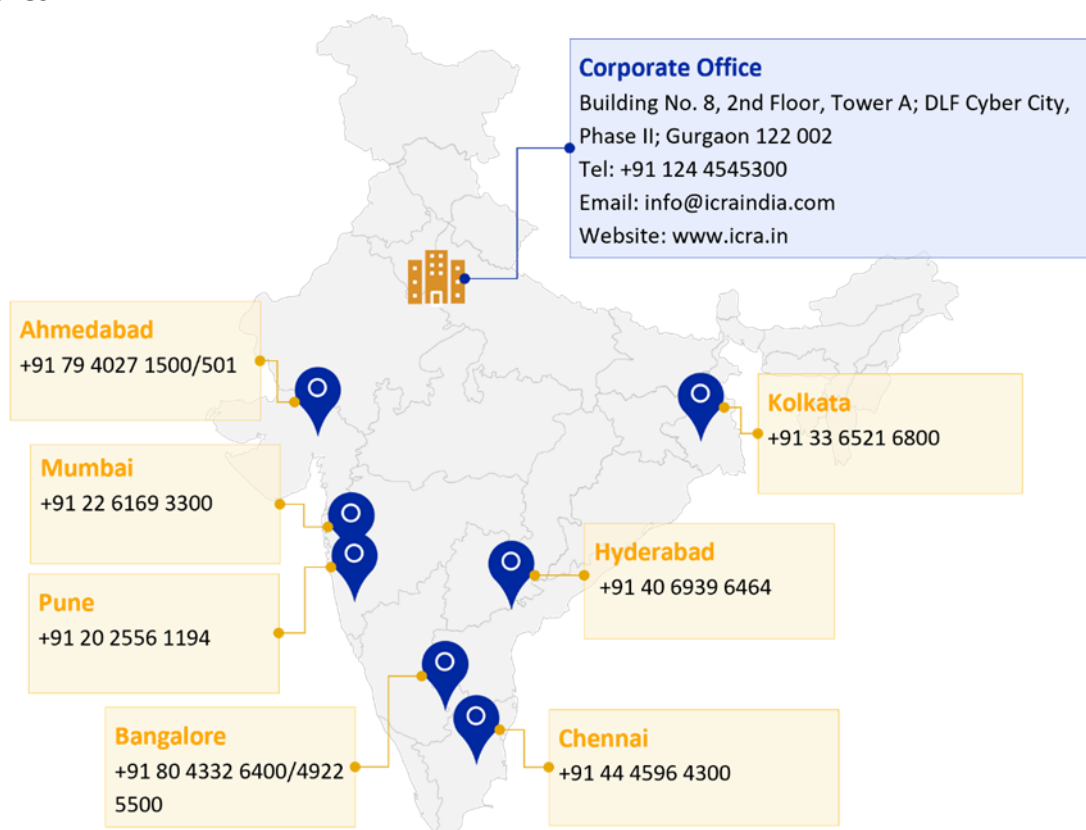 Corporate Office
Building No. 8, 2nd Floor, Tower A; DLF Cyber City,
Phase II; Gurgaon 122 002
Tel: +91 124 4545300
Email: info@icraindia.com
Website: www.icra.in
Ahmedabad
+91 79 4027 1500/501
Kolkata
+91 33 6521 6800
Mumbai
+91 22 6169 3300
Hyderabad
+91 40 6939 6464
Pune
+91 20 2556 1194
Bangalore
+91 80 4332 6400/4922
5500
Chennai
+91 44 4596 4300